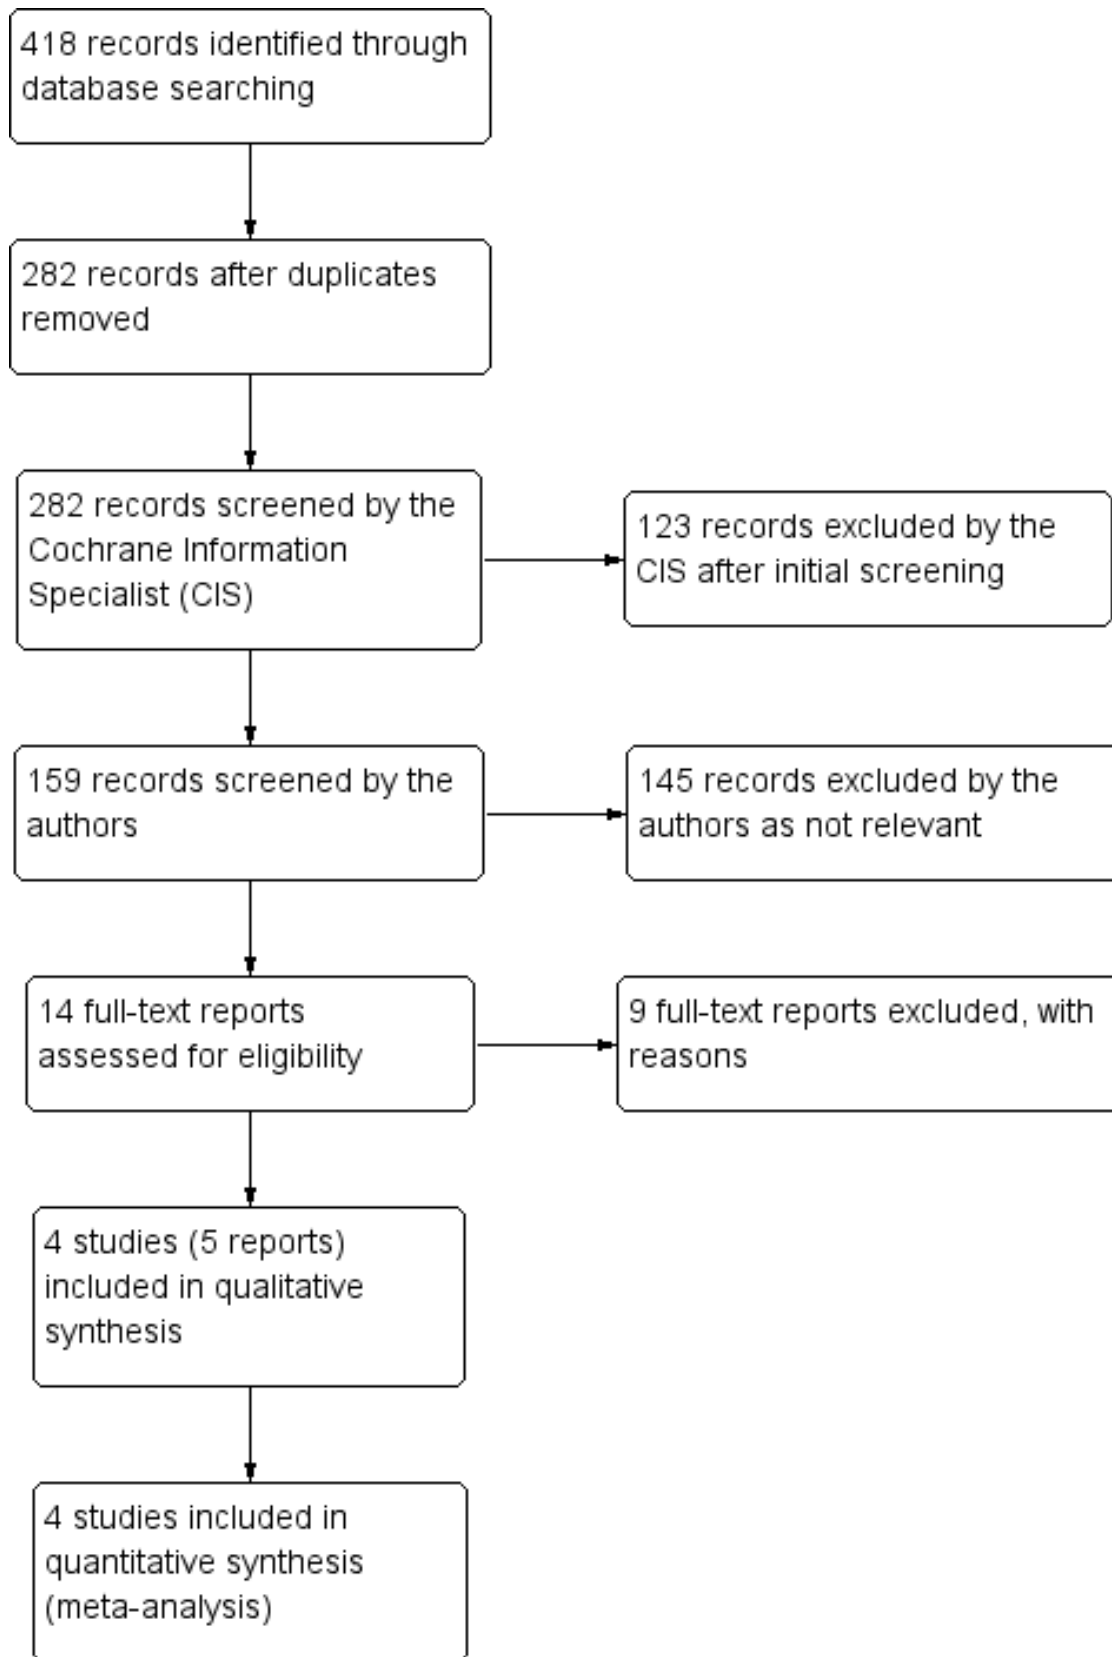 418 records identified through
database searching
282 records after duplicates
removed
282 records screened by the
Cochrane Information
Specialist (CIS)
123 records excluded by the
CIS after initial screening
159 records screened by the
authors
145 records excluded by the
authors as not relevant
14 full-text reports
assessed for eligibility
9 full-text reports excluded, with
reasons
4 studies (5 reports)
included in qualitative
synthesis
4 studies included in
quantitative synthesis
(meta-analysis)